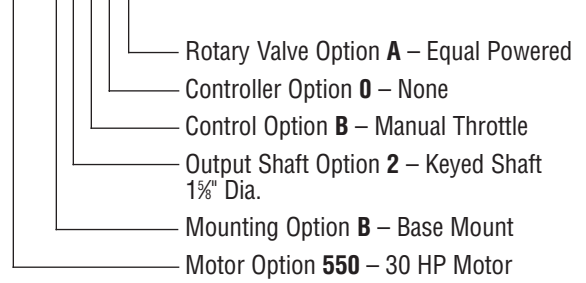 Rotary Valve Option A – Equal Powered
Controller Option 0 – None
Control Option B – Manual Throttle
Output Shaft Option 2 – Keyed Shaft
1⅝" Dia.
Mounting Option B – Base Mount
Motor Option 550 – 30 HP Motor